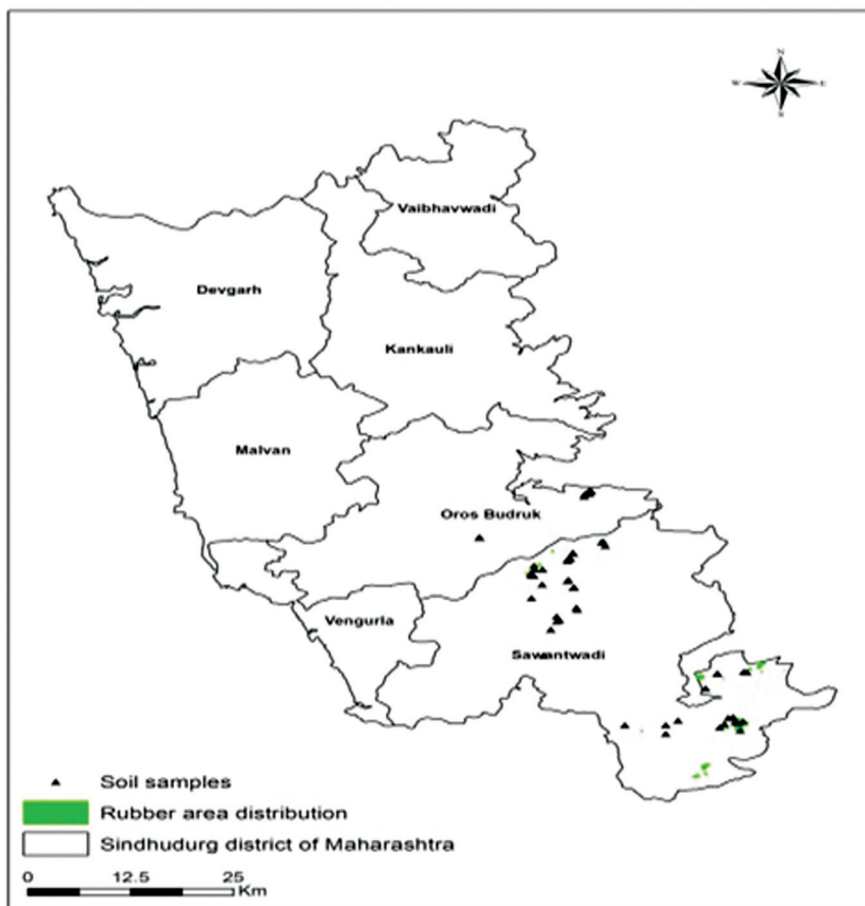 N
W E
S
Vaibhavwadi
Devgarh
Kankauli
Malvan
Oros Budruk
Vengurla
Sawantwadi
Soil samples
Rubber area distribution
Sindhudurg district of Maharashtra
0 12.5 25
Km